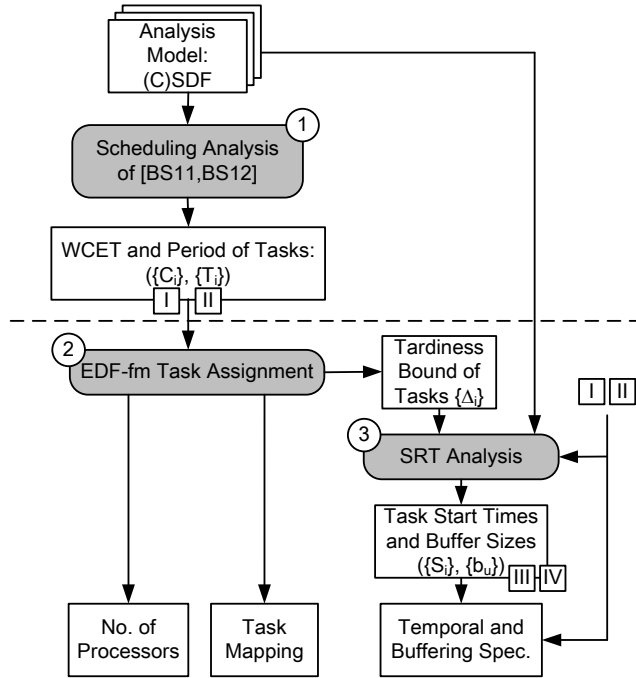 Analysis
Model:
(C)SDF
1
Scheduling Analysis
of [BS11,BS12]
WCET and Period of Tasks:
({Cᵢ}, {Tᵢ})
I II
2
EDF-fm Task Assignment
Tardiness
Bound of
Tasks {Δᵢ}
I II
3
SRT Analysis
Task Start Times
and Buffer Sizes
({Sᵢ}, {bᵤ})
III IV
No. of
Processors
Task
Mapping
Temporal and
Buffering Spec.